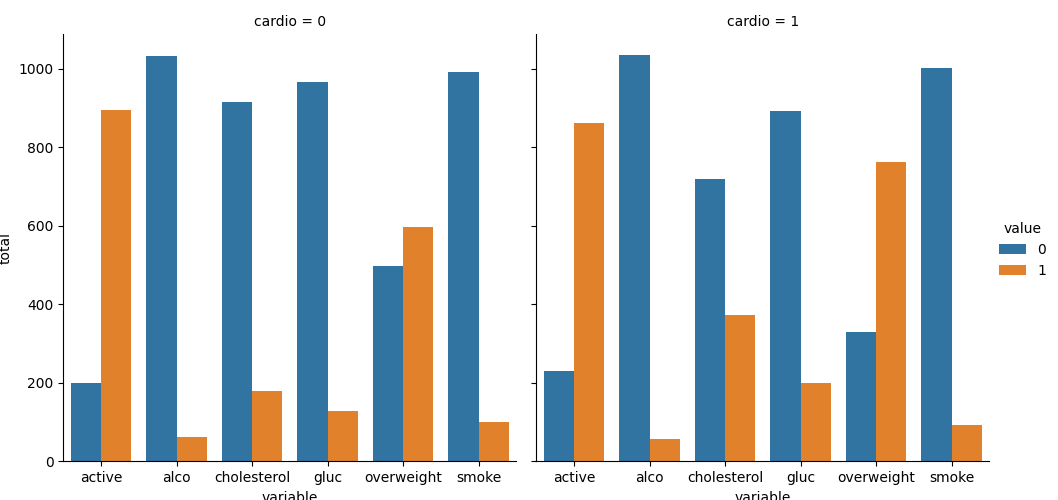 cardio = 0
cardio = 1
total
1000
800
600
400
200
0
active alco cholesterol gluc overweight smoke
active alco cholesterol gluc overweight smoke
variable
variable
value
0
1